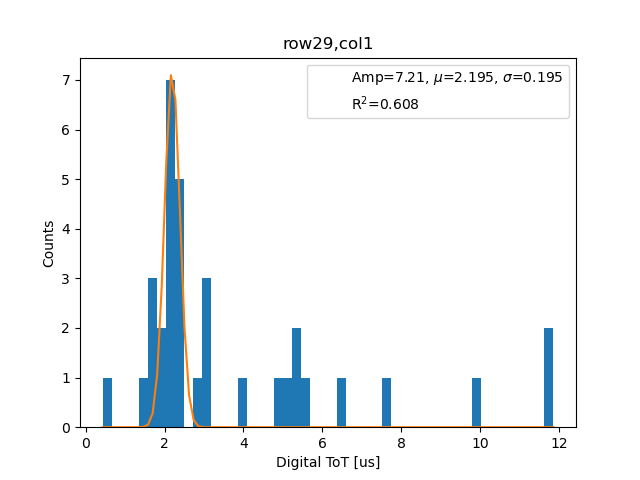 row29,col1
Amp=7.21, μ=2.195, σ=0.195
R²=0.608
Counts
7
6
5
4
3
2
1
0
0 2 4 6 8 10 12
Digital ToT [us]